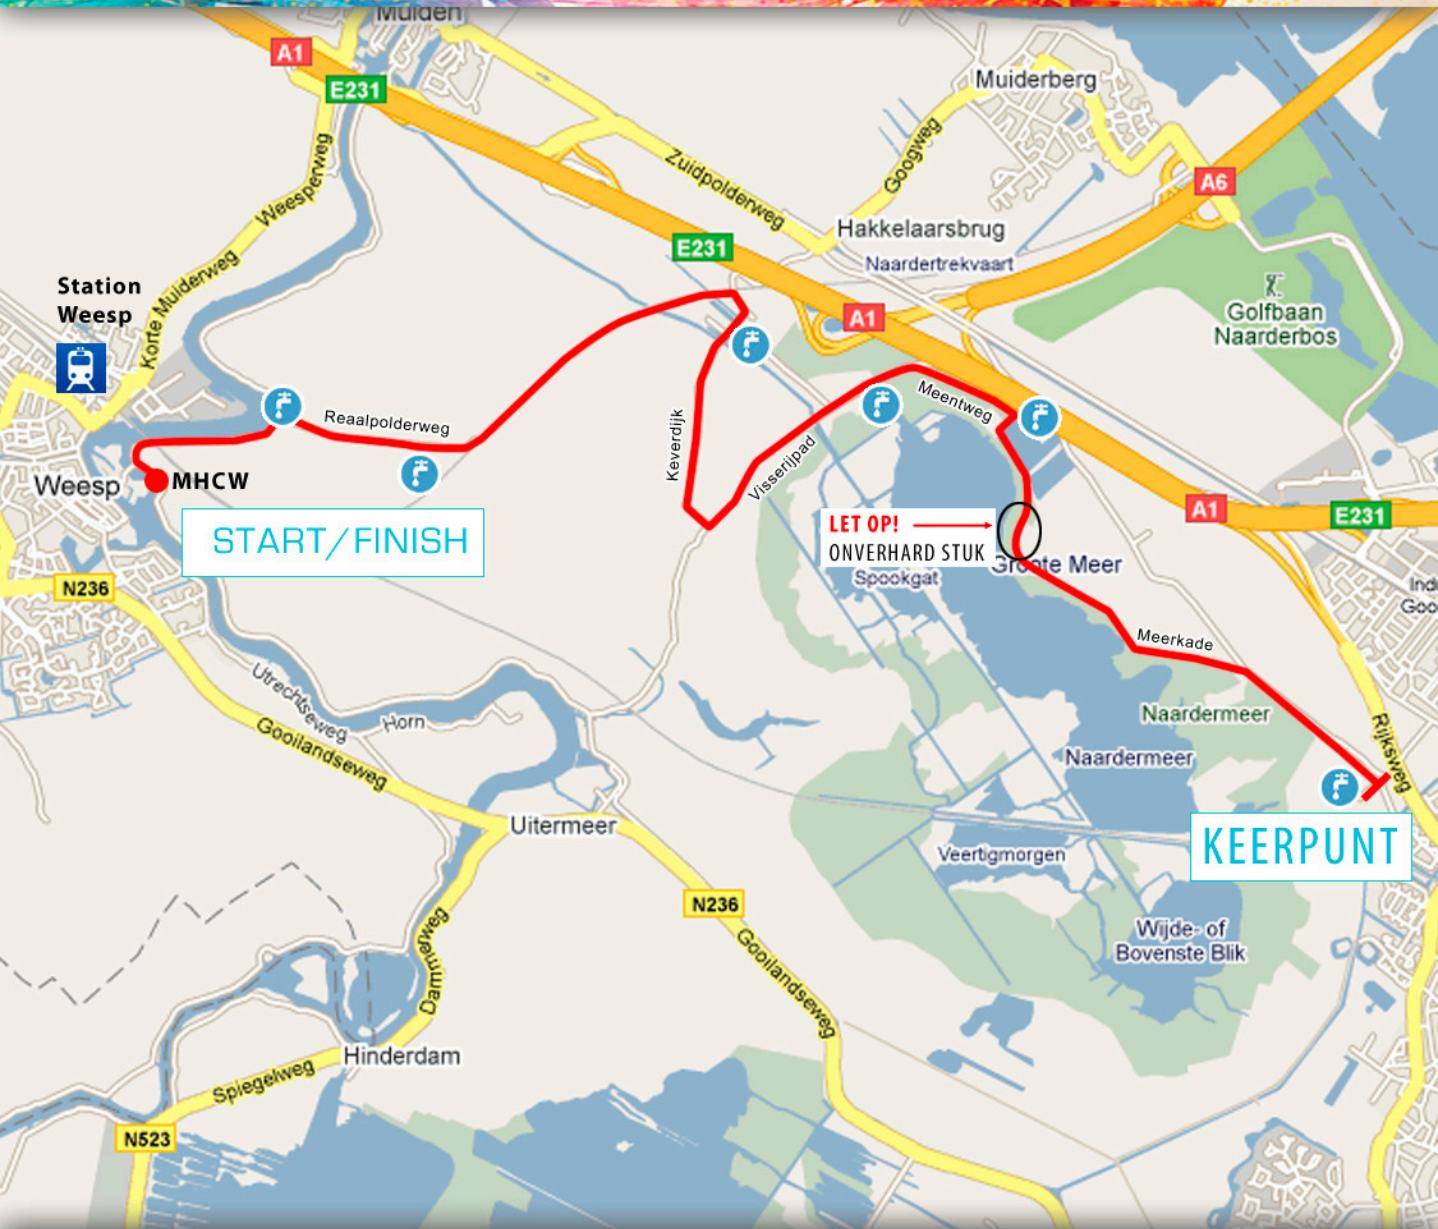 Muiden
A1
E231
Muiderberg
Weesperweg
Zuidpolderweg
Googweg
A6
Hakkelaarsbrug
E231
Naardertrekvaart
Station
Weesp
Korte Muiderweg
A1
Golfbaan
Naarderbos
Reaalpolderweg
Keverdijk
Meentweg
Visserijpad
Weesp
MHCW
START/FINISH
LET OP!
ONVERHARD STUK
A1
E231
Groote Meer
Spookgat
N236
Indu
Goo
Meerkade
Utrechtseweg
Horn
Gooilandseweg
Naardermeer
Rijksweg
Naardermeer
KEERPUNT
Uitermeer
Veertigmorgen
N236
Gooilandseweg
Dammerweg
Wijde- of
Bovenste Blik
Hinderdam
Spiegelweg
N523